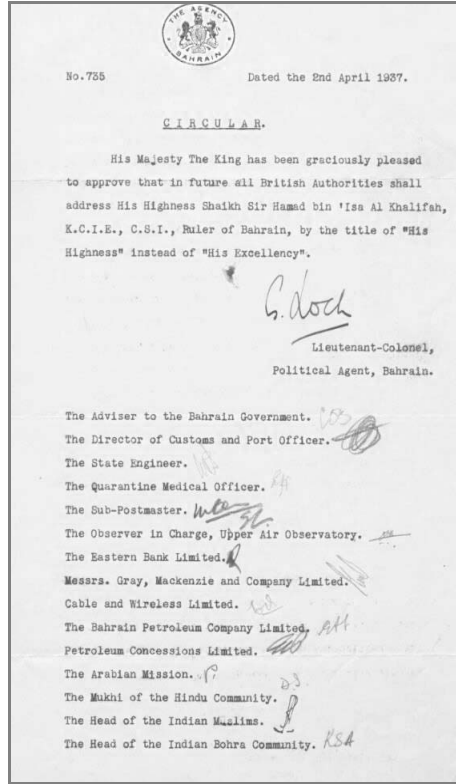 THE AGENCY
BAHRAIN
No.735 Dated the 2nd April 1937.
CIRCULAR.
His Majesty The King has been graciously pleased
to approve that in future all British Authorities shall
address His Highness Shaikh Sir Hamad bin 'Isa Al Khalifah,
K.C.I.E., C.S.I., Ruler of Bahrain, by the title of "His
Highness" instead of "His Excellency".
G. Loch
Lieutenant-Colonel,
Political Agent, Bahrain.
The Adviser to the Bahrain Government.
The Director of Customs and Port Officer.
The State Engineer.
The Quarantine Medical Officer.
The Sub-Postmaster.
The Observer in Charge, Upper Air Observatory.
The Eastern Bank Limited.
Messrs. Gray, Mackenzie and Company Limited.
Cable and Wireless Limited.
The Bahrain Petroleum Company Limited.
Petroleum Concessions Limited.
The Arabian Mission.
The Mukhi of the Hindu Community.
The Head of the Indian Muslims.
The Head of the Indian Bohra Community. KSA